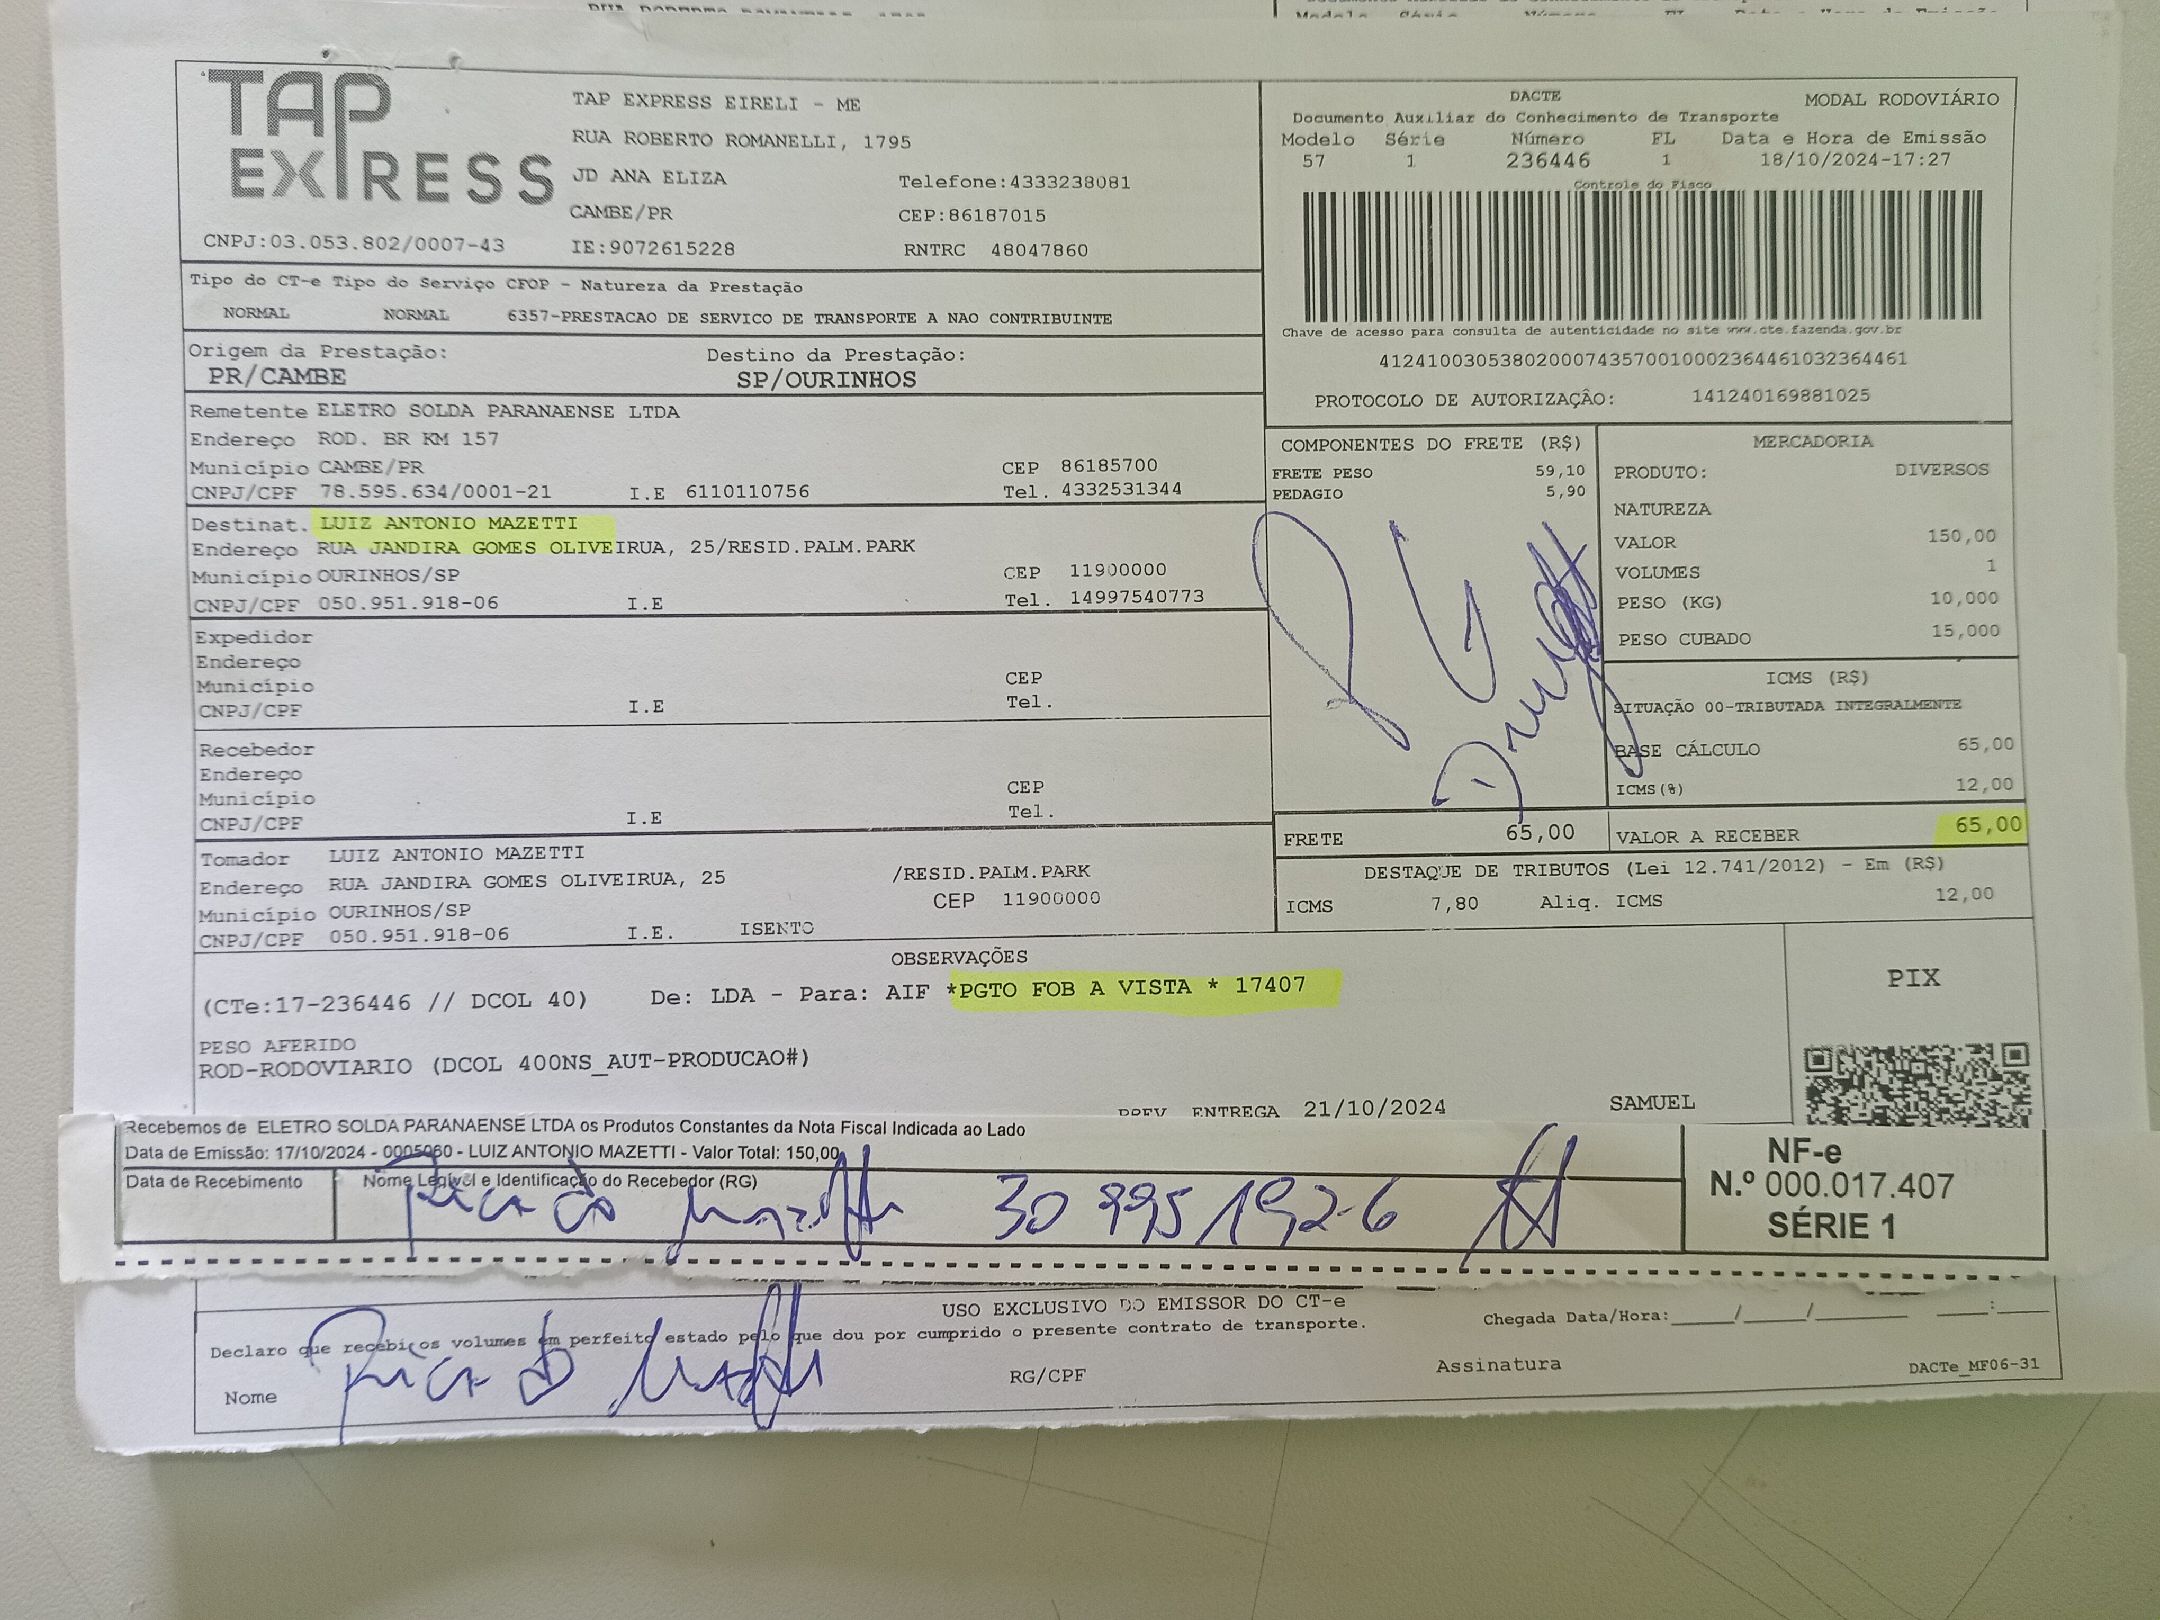 TAP EXPRESS
TAP EXPRESS EIRELI - ME
RUA ROBERTO ROMANELLI, 1795
JD ANA ELIZA Telefone:4333238081
CAMBE/PR CEP:86187015
CNPJ:03.053.802/0007-43 IE:9072615228 RNTRC 48047860
DACTE MODAL RODOVIÁRIO
Documento Auxiliar do Conhecimento de Transporte
Modelo Série Número FL Data e Hora de Emissão
57 1 236446 1 18/10/2024-17:27
Controle do Fisco
Chave de acesso para consulta de autenticidade no site www.cte.fazenda.gov.br
41241003053802000743570010002364461032364461
PROTOCOLO DE AUTORIZAÇÃO: 141240169881025
Tipo do CT-e Tipo do Serviço CFOP - Natureza da Prestação
NORMAL NORMAL 6357-PRESTACAO DE SERVICO DE TRANSPORTE A NAO CONTRIBUINTE
Origem da Prestação: Destino da Prestação:
PR/CAMBE SP/OURINHOS
Remetente ELETRO SOLDA PARANAENSE LTDA
Endereço ROD. BR KM 157
Município CAMBE/PR CEP 86185700
CNPJ/CPF 78.595.634/0001-21 I.E 6110110756 Tel. 4332531344
Destinat. LUIZ ANTONIO MAZETTI
Endereço RUA JANDIRA GOMES OLIVEIRUA, 25/RESID.PALM.PARK
Município OURINHOS/SP CEP 11900000
CNPJ/CPF 050.951.918-06 I.E Tel. 14997540773
Expedidor
Endereço
Município CEP
CNPJ/CPF I.E Tel.
Recebedor
Endereço
Município CEP
CNPJ/CPF I.E Tel.
Tomador LUIZ ANTONIO MAZETTI
Endereço RUA JANDIRA GOMES OLIVEIRUA, 25 /RESID.PALM.PARK
Município OURINHOS/SP CEP 11900000
CNPJ/CPF 050.951.918-06 I.E. ISENTO
COMPONENTES DO FRETE (R$)
FRETE PESO 59,10
PEDAGIO 5,90
MERCADORIA
PRODUTO: DIVERSOS
NATUREZA
VALOR 150,00
VOLUMES 1
PESO (KG) 10,000
PESO CUBADO 15,000
ICMS (R$)
SITUAÇÃO 00-TRIBUTADA INTEGRALMENTE
BASE CÁLCULO 65,00
ICMS(%) 12,00
FRETE 65,00 VALOR A RECEBER 65,00
DESTAQUE DE TRIBUTOS (Lei 12.741/2012) - Em (R$)
ICMS 7,80 Aliq. ICMS 12,00
OBSERVAÇÕES
(CTe:17-236446 // DCOL 40) De: LDA - Para: AIF *PGTO FOB A VISTA * 17407
PESO AFERIDO
ROD-RODOVIARIO (DCOL 400NS_AUT-PRODUCAO#)
PREV ENTREGA 21/10/2024 SAMUEL
PIX
Recebemos de ELETRO SOLDA PARANAENSE LTDA os Produtos Constantes da Nota Fiscal Indicada ao Lado
Data de Emissão: 17/10/2024 - 0005060 - LUIZ ANTONIO MAZETTI - Valor Total: 150,00
Data de Recebimento Nome Legível e Identificação do Recebedor (RG)
Ricardo Mazetti 30 995192-6
NF-e
N.º 000.017.407
SÉRIE 1
USO EXCLUSIVO DO EMISSOR DO CT-e
Declaro que recebi os volumes em perfeito estado pelo que dou por cumprido o presente contrato de transporte.
Chegada Data/Hora:_____/_____/_______ ____:____
Nome Ricardo Mazetti RG/CPF Assinatura
DACTe_MF06-31